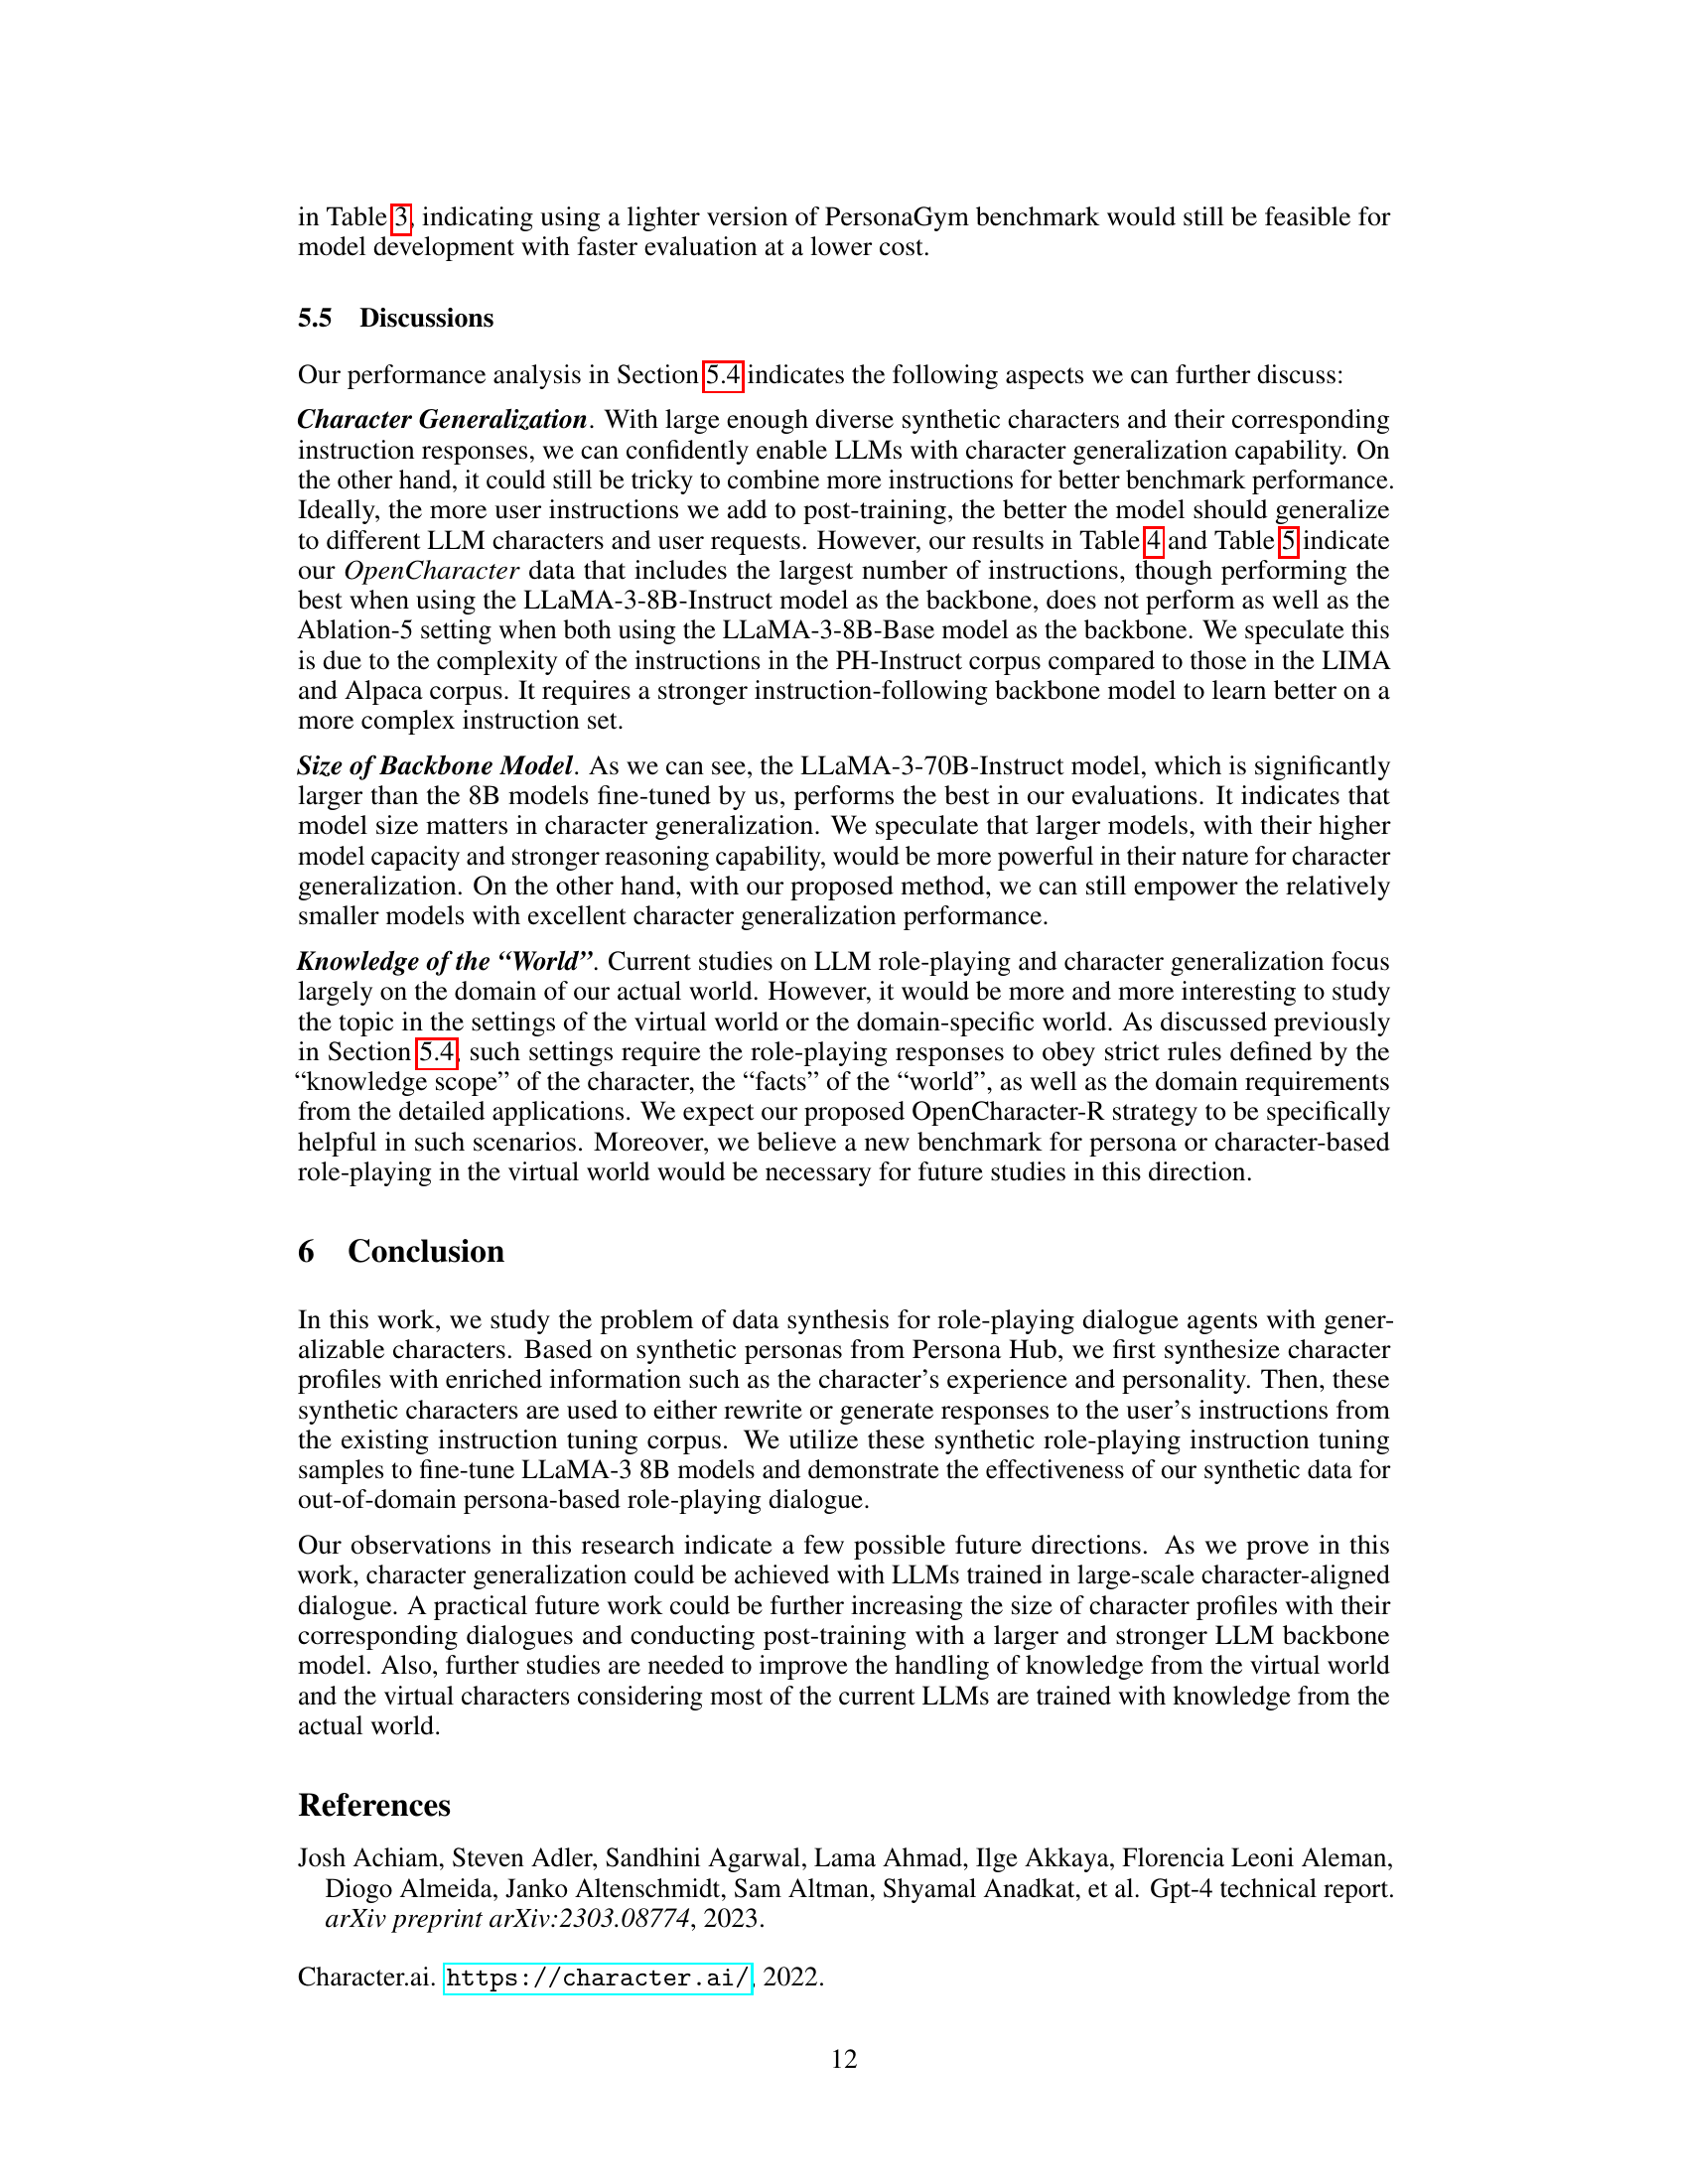 in Table 3, indicating using a lighter version of PersonaGym benchmark would still be feasible for
model development with faster evaluation at a lower cost.
5.5 Discussions
Our performance analysis in Section 5.4 indicates the following aspects we can further discuss:
Character Generalization. With large enough diverse synthetic characters and their corresponding
instruction responses, we can confidently enable LLMs with character generalization capability. On
the other hand, it could still be tricky to combine more instructions for better benchmark performance.
Ideally, the more user instructions we add to post-training, the better the model should generalize
to different LLM characters and user requests. However, our results in Table 4 and Table 5 indicate
our OpenCharacter data that includes the largest number of instructions, though performing the
best when using the LLaMA-3-8B-Instruct model as the backbone, does not perform as well as the
Ablation-5 setting when both using the LLaMA-3-8B-Base model as the backbone. We speculate this
is due to the complexity of the instructions in the PH-Instruct corpus compared to those in the LIMA
and Alpaca corpus. It requires a stronger instruction-following backbone model to learn better on a
more complex instruction set.
Size of Backbone Model. As we can see, the LLaMA-3-70B-Instruct model, which is significantly
larger than the 8B models fine-tuned by us, performs the best in our evaluations. It indicates that
model size matters in character generalization. We speculate that larger models, with their higher
model capacity and stronger reasoning capability, would be more powerful in their nature for character
generalization. On the other hand, with our proposed method, we can still empower the relatively
smaller models with excellent character generalization performance.
Knowledge of the “World”. Current studies on LLM role-playing and character generalization focus
largely on the domain of our actual world. However, it would be more and more interesting to study
the topic in the settings of the virtual world or the domain-specific world. As discussed previously
in Section 5.4, such settings require the role-playing responses to obey strict rules defined by the
“knowledge scope” of the character, the “facts” of the “world”, as well as the domain requirements
from the detailed applications. We expect our proposed OpenCharacter-R strategy to be specifically
helpful in such scenarios. Moreover, we believe a new benchmark for persona or character-based
role-playing in the virtual world would be necessary for future studies in this direction.
6 Conclusion
In this work, we study the problem of data synthesis for role-playing dialogue agents with gener-
alizable characters. Based on synthetic personas from Persona Hub, we first synthesize character
profiles with enriched information such as the character’s experience and personality. Then, these
synthetic characters are used to either rewrite or generate responses to the user’s instructions from
the existing instruction tuning corpus. We utilize these synthetic role-playing instruction tuning
samples to fine-tune LLaMA-3 8B models and demonstrate the effectiveness of our synthetic data for
out-of-domain persona-based role-playing dialogue.
Our observations in this research indicate a few possible future directions. As we prove in this
work, character generalization could be achieved with LLMs trained in large-scale character-aligned
dialogue. A practical future work could be further increasing the size of character profiles with their
corresponding dialogues and conducting post-training with a larger and stronger LLM backbone
model. Also, further studies are needed to improve the handling of knowledge from the virtual world
and the virtual characters considering most of the current LLMs are trained with knowledge from the
actual world.
References
Josh Achiam, Steven Adler, Sandhini Agarwal, Lama Ahmad, Ilge Akkaya, Florencia Leoni Aleman,
Diogo Almeida, Janko Altenschmidt, Sam Altman, Shyamal Anadkat, et al. Gpt-4 technical report.
arXiv preprint arXiv:2303.08774, 2023.
Character.ai. https://character.ai/, 2022.
12